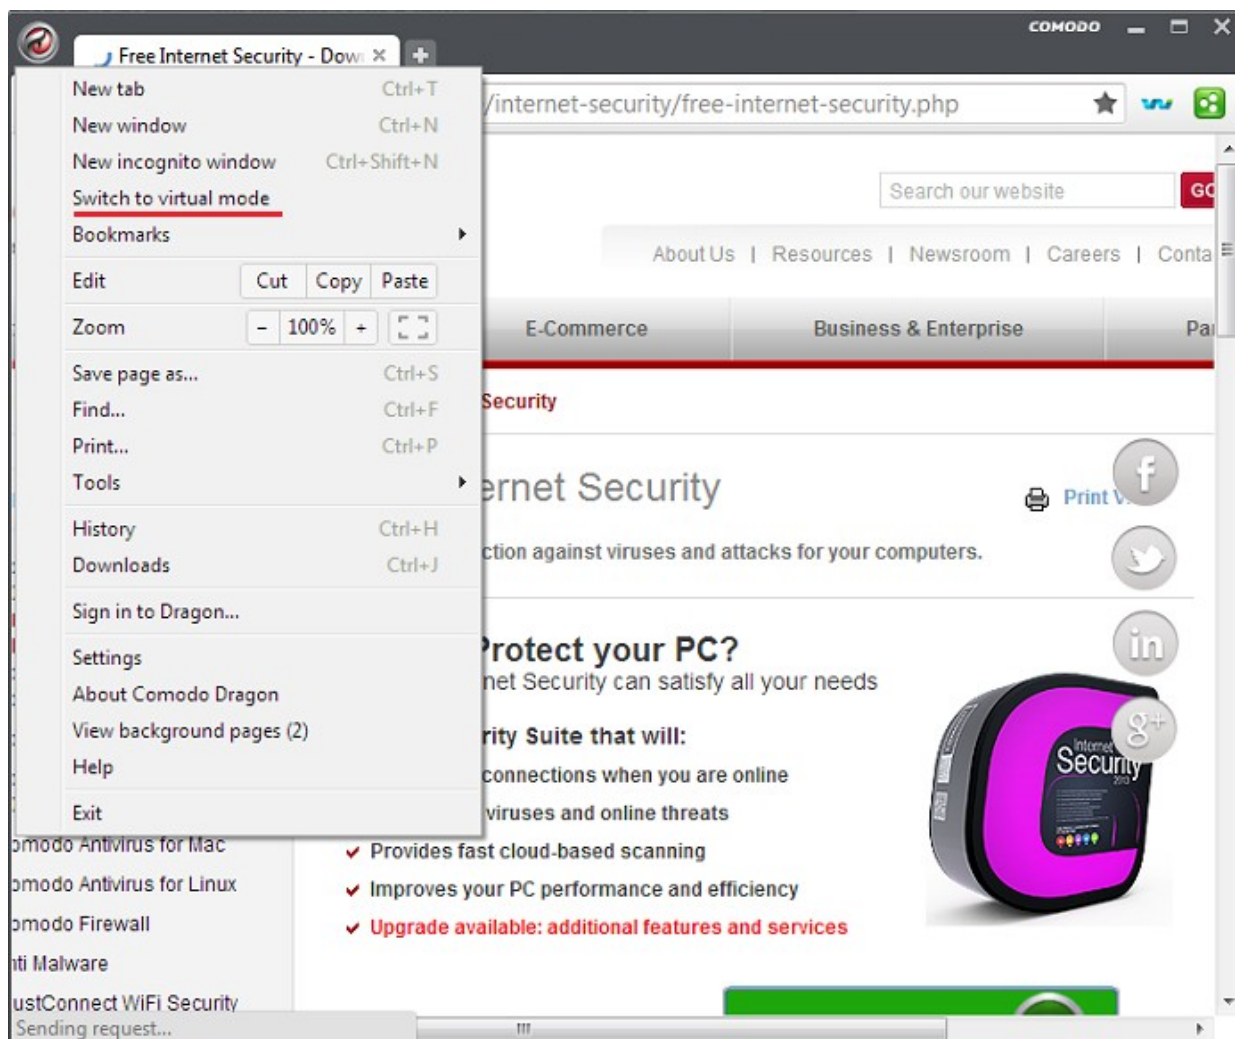 COMODO
Free Internet Security - Dow
New tab Ctrl+T
New window Ctrl+N
New incognito window Ctrl+Shift+N
Switch to virtual mode
Bookmarks
Edit Cut Copy Paste
Zoom - 100% +
Save page as... Ctrl+S
Find... Ctrl+F
Print... Ctrl+P
Tools
History Ctrl+H
Downloads Ctrl+J
Sign in to Dragon...
Settings
About Comodo Dragon
View background pages (2)
Help
Exit
/internet-security/free-internet-security.php
Search our website GO
About Us | Resources | Newsroom | Careers | Conta
E-Commerce Business & Enterprise Pa
Security
ernet Security
Print V
ction against viruses and attacks for your computers.
Protect your PC?
net Security can satisfy all your needs
rity Suite that will:
connections when you are online
viruses and online threats
Provides fast cloud-based scanning
Improves your PC performance and efficiency
Upgrade available: additional features and services
f
in
g+
Internet
Security
2013
omodo Antivirus for Mac
omodo Antivirus for Linux
omodo Firewall
nti Malware
ustConnect WiFi Security
Sending request...